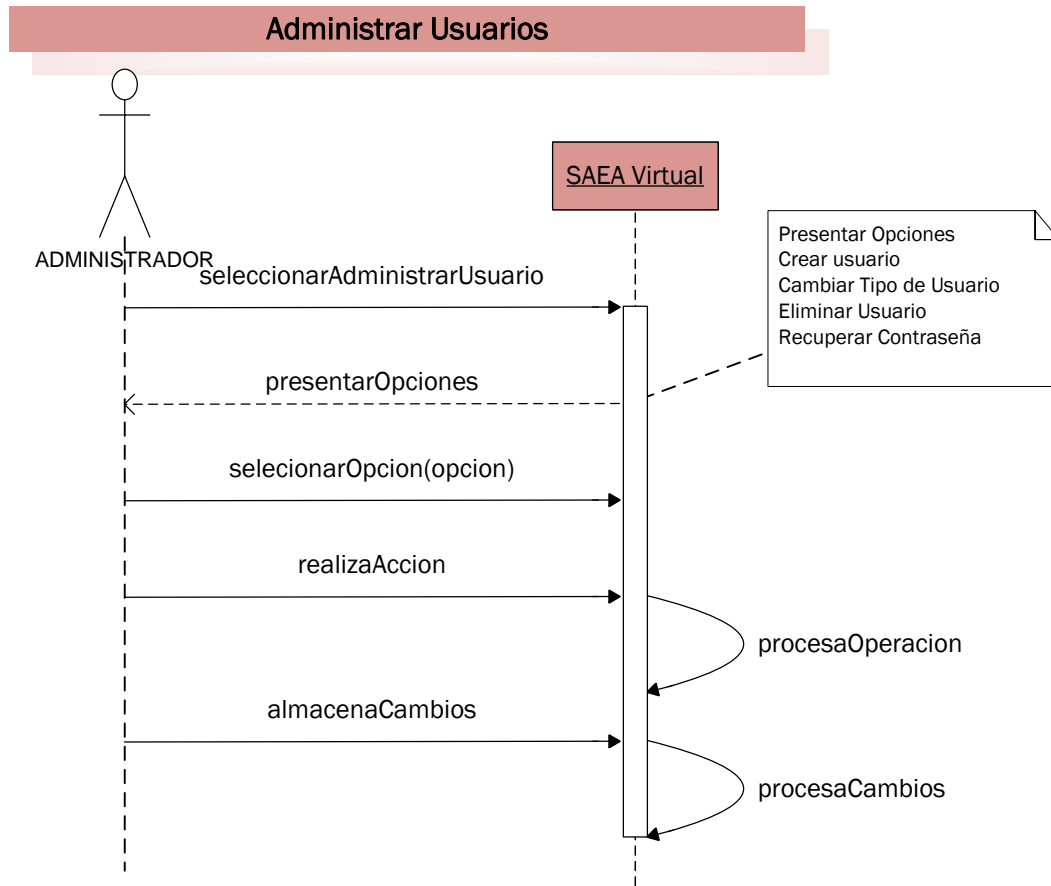 Administrar Usuarios
SAEA Virtual
Presentar Opciones
Crear usuario
Cambiar Tipo de Usuario
Eliminar Usuario
Recuperar Contraseña
ADMINISTRADOR
seleccionarAdministrarUsuario
presentarOpciones
selecionarOpcion(opcion)
realizaAccion
procesaOperacion
almacenaCambios
procesaCambios